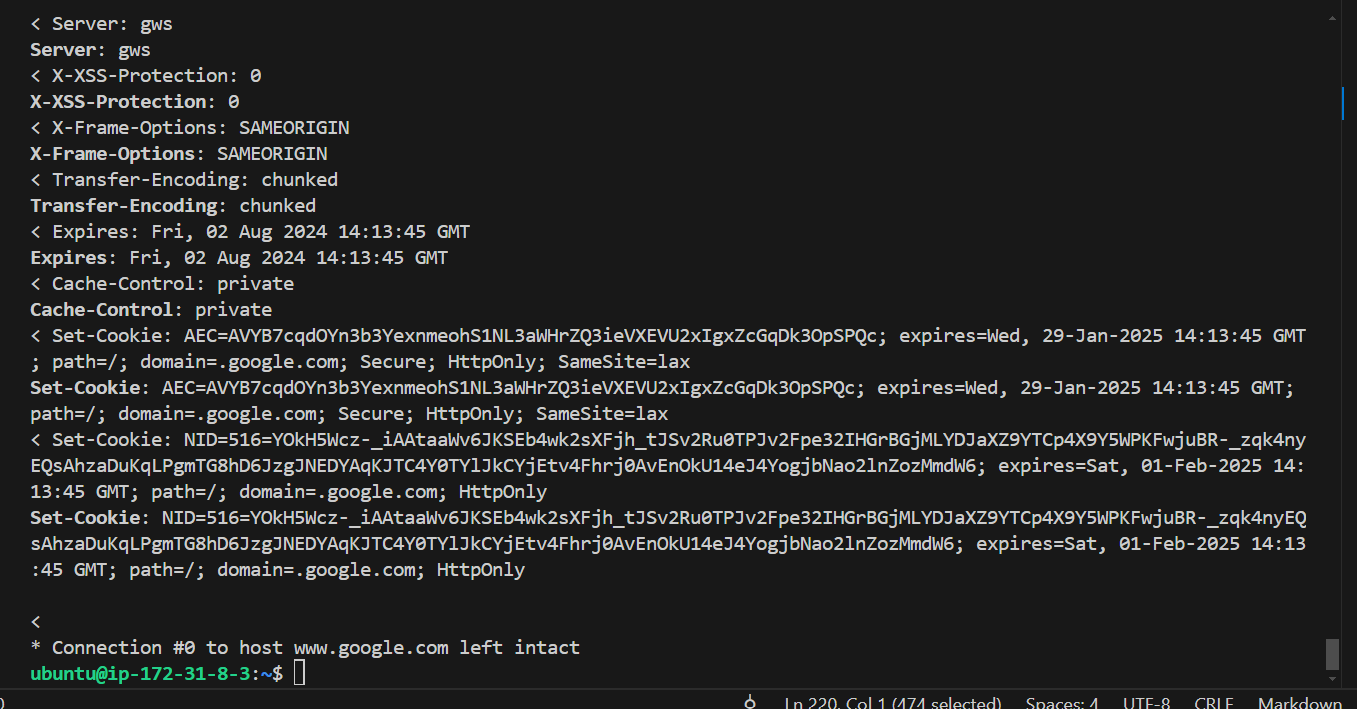 < Server: gws
Server: gws
< X-XSS-Protection: 0
X-XSS-Protection: 0
< X-Frame-Options: SAMEORIGIN
X-Frame-Options: SAMEORIGIN
< Transfer-Encoding: chunked
Transfer-Encoding: chunked
< Expires: Fri, 02 Aug 2024 14:13:45 GMT
Expires: Fri, 02 Aug 2024 14:13:45 GMT
< Cache-Control: private
Cache-Control: private
< Set-Cookie: AEC=AVYB7cqdOYn3b3YexnmeohS1NL3aWHrZQ3ieVXEVU2xIgxZcGqDk3OpSPQc; expires=Wed, 29-Jan-2025 14:13:45 GMT
; path=/; domain=.google.com; Secure; HttpOnly; SameSite=lax
Set-Cookie: AEC=AVYB7cqdOYn3b3YexnmeohS1NL3aWHrZQ3ieVXEVU2xIgxZcGqDk3OpSPQc; expires=Wed, 29-Jan-2025 14:13:45 GMT;
path=/; domain=.google.com; Secure; HttpOnly; SameSite=lax
< Set-Cookie: NID=516=YOkH5Wcz-_iAAtaaWv6JKSEb4wk2sXFjh_tJSv2Ru0TPJv2Fpe32IHGrBGjMLYDJaXZ9YTCp4X9Y5WPKFwjuBR-_zqk4ny
EQsAhzaDuKqLPgmTG8hD6JzgJNEDYAqKJTC4Y0TYlJkCYjEtv4Fhrj0AvEnOkU14eJ4YogjbNao2lnZozMmdW6; expires=Sat, 01-Feb-2025 14:
13:45 GMT; path=/; domain=.google.com; HttpOnly
Set-Cookie: NID=516=YOkH5Wcz-_iAAtaaWv6JKSEb4wk2sXFjh_tJSv2Ru0TPJv2Fpe32IHGrBGjMLYDJaXZ9YTCp4X9Y5WPKFwjuBR-_zqk4nyEQ
sAhzaDuKqLPgmTG8hD6JzgJNEDYAqKJTC4Y0TYlJkCYjEtv4Fhrj0AvEnOkU14eJ4YogjbNao2lnZozMmdW6; expires=Sat, 01-Feb-2025 14:13
:45 GMT; path=/; domain=.google.com; HttpOnly
<
* Connection #0 to host www.google.com left intact
ubuntu@ip-172-31-8-3:~$
Ln 220, Col 1 (474 selected) Spaces: 4 UTF-8 CRLF Markdown